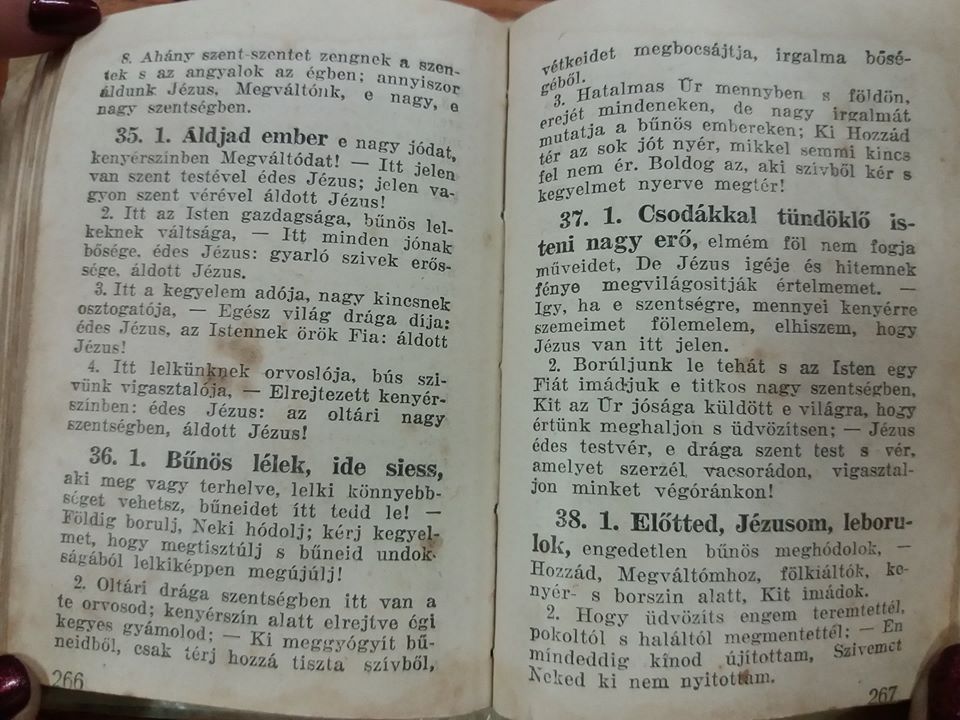 8. Ahány szent-szentet zengnek a szen-
tek s az angyalok az égben; annyiszor
áldunk Jézus, Megváltónk, e nagy, e
nagy szentségben.
35. 1. Áldjad ember e nagy jódat,
kenyérszínben Megváltódat! — Itt jelen
van szent testével édes Jézus; jelen va-
gyon szent vérével áldott Jézus!
2. Itt az Isten gazdagsága, bűnös lel-
keknek váltsága, — Itt minden jónak
bősége. édes Jézus: gyarló szivek erős-
sége. áldott Jézus.
3. Itt a kegyelem adója, nagy kincsnek
osztogatója, — Egész világ drága díja:
édes Jézus, az Istennek örök Fia: áldott
Jézus!
4. Itt lelkünknek orvoslója, bús szi-
vünk vigasztalója, — Elrejtezett kenyér-
színben: édes Jézus: az oltári nagy
szentségben, áldott Jézus!
36. 1. Bűnös lélek, ide siess,
aki meg vagy terhelve, lelki könnyebb-
séget vehetsz, bűneidet itt tedd le! —
Földig borulj, Neki hódolj; kérj kegyel-
met, hogy megtisztúlj s bűneid undok-
ságából lelkiképpen megújúlj!
2. Oltári drága szentségben itt van a
te orvosod; kenyérszín alatt elrejtve égi
kegyes gyámolod; — Ki meggyógyít bű-
neidből, csak térj hozzá tiszta szívből,
266
vétkeidet megbocsájtja, irgalma bősé-
géből.
3. Hatalmas Úr mennyben s földön,
erejét mindeneken, de nagy irgalmát
mutatja a bűnös embereken; Ki Hozzád
tér az sok jót nyér, mikkel semmi kincs
fel nem ér. Boldog az, aki szívből kér s
kegyelmet nyerve megtér!
37. 1. Csodákkal tündöklő is-
teni nagy erő, elmém föl nem fogja
műveidet, De Jézus igéje és hitemnek
fénye megvilágositják értelmemet. —
Igy, ha e szentségre, mennyei kenyérre
szemeimet fölemelem, elhiszem, hogy
Jézus van itt jelen.
2. Borúljunk le tehát s az Isten egy
Fiát imádjuk e titkos nagy szentségben,
Kit az Úr jósága küldött e világra, hogy
értünk meghaljon s üdvözítsen; — Jézus
édes testvér, e drága szent test s vér,
amelyet szerzél vacsorádon, vigasztal-
jon minket végóránkon!
38. 1. Előtted, Jézusom, leboru-
lok, engedetlen bűnös meghódolok, —
Hozzád, Megváltómhoz, fölkiáltók, ke-
nyér- s borszin alatt, Kit imádok.
2. Hogy üdvözíts engem teremtettél,
pokoltól s haláltól megmentettél: — Én
mindeddig kínod újítottam, Szivemet
Neked ki nem nyitottam.
267